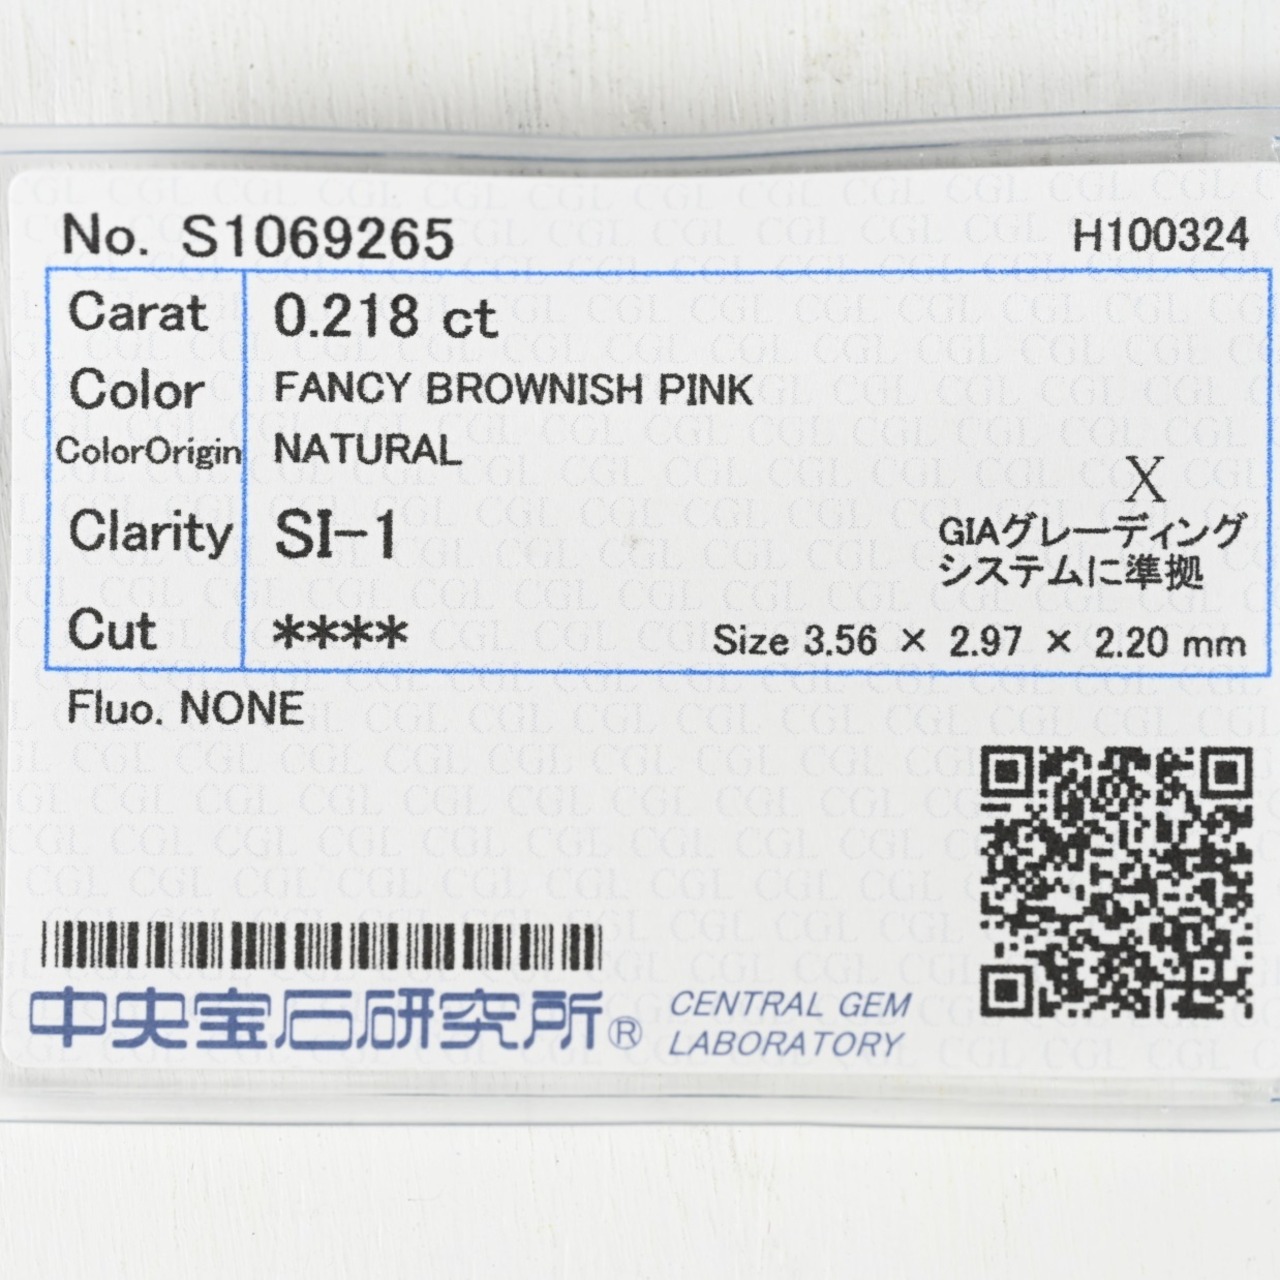 No. S1069265
H100324
Carat 0.218 ct
Color FANCY BROWNISH PINK
ColorOrigin NATURAL
X
Clarity SI-1
GIAグレーディング
システムに準拠
Cut ****
Size 3.56 × 2.97 × 2.20 mm
Fluo. NONE
中央宝石研究所®
CENTRAL GEM
LABORATORY